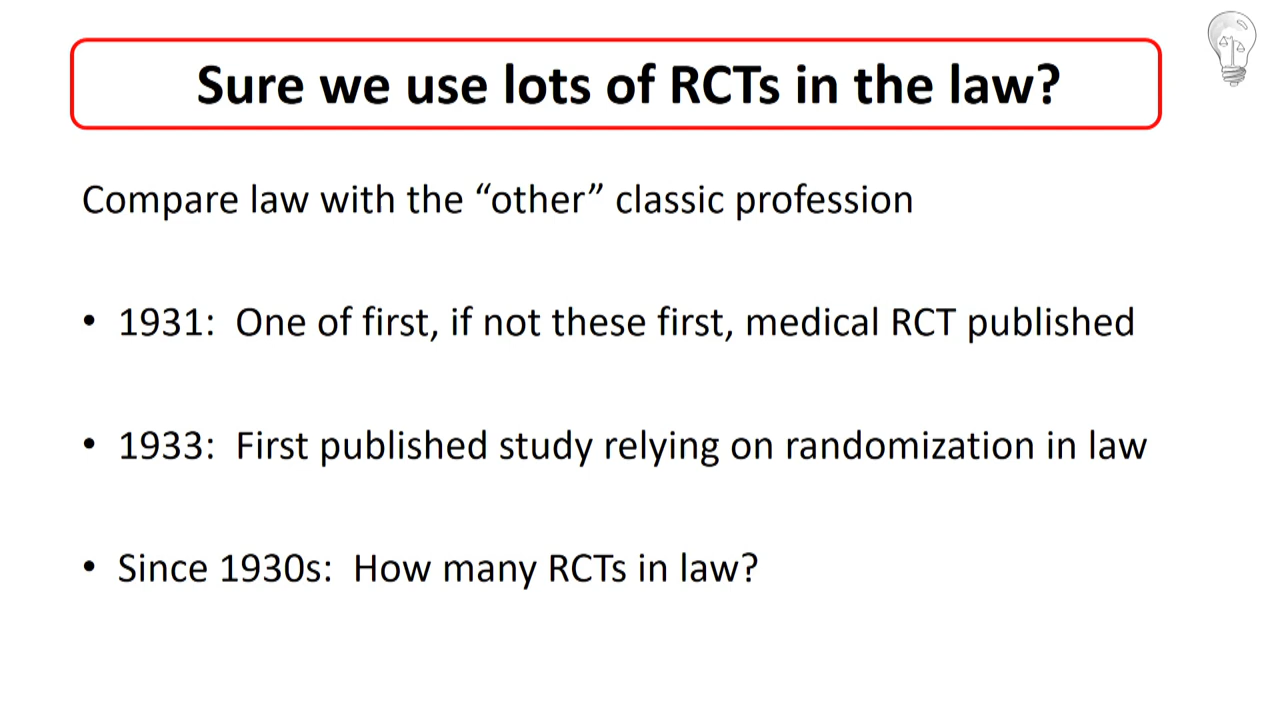 Sure we use lots of RCTs in the law?
Compare law with the “other” classic profession
• 1931:  One of first, if not these first, medical RCT published
• 1933:  First published study relying on randomization in law
• Since 1930s:  How many RCTs in law?